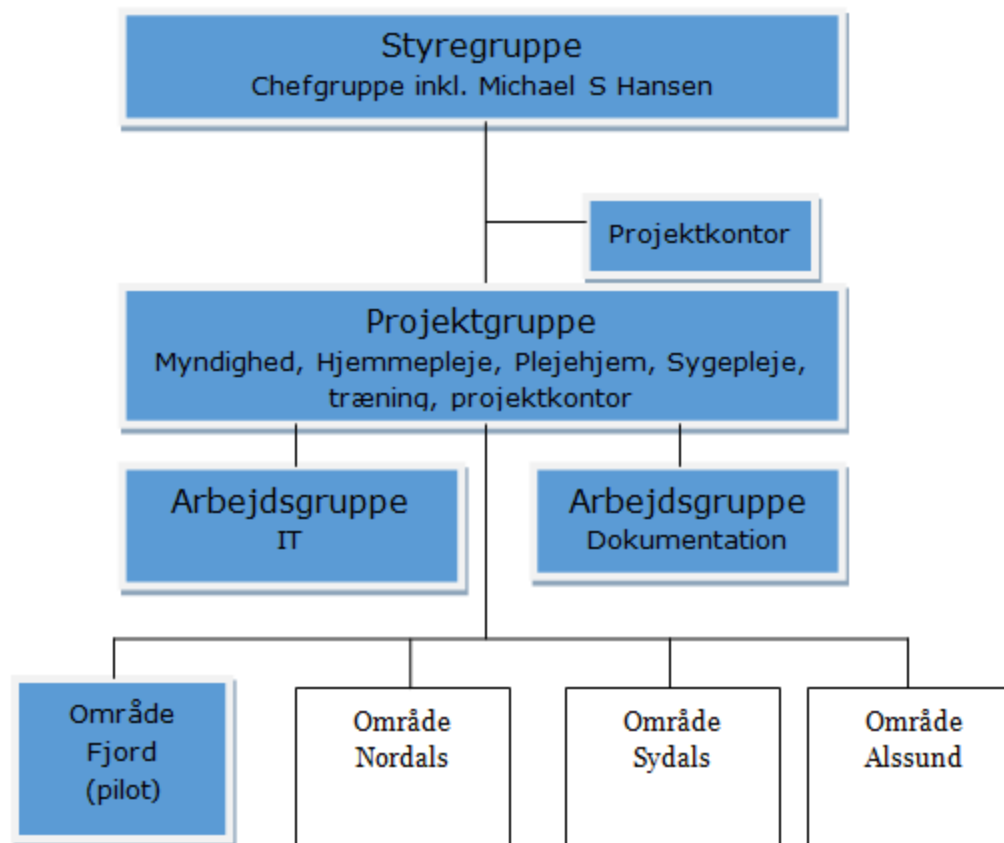 Styregruppe
Chefgruppe inkl. Michael S Hansen
Projektkontor
Projektgruppe
Myndighed, Hjemmepleje, Plejehjem, Sygepleje,
træning, projektkontor
Arbejdsgruppe
IT
Arbejdsgruppe
Dokumentation
Område
Fjord
(pilot)
Område
Nordals
Område
Sydals
Område
Alssund